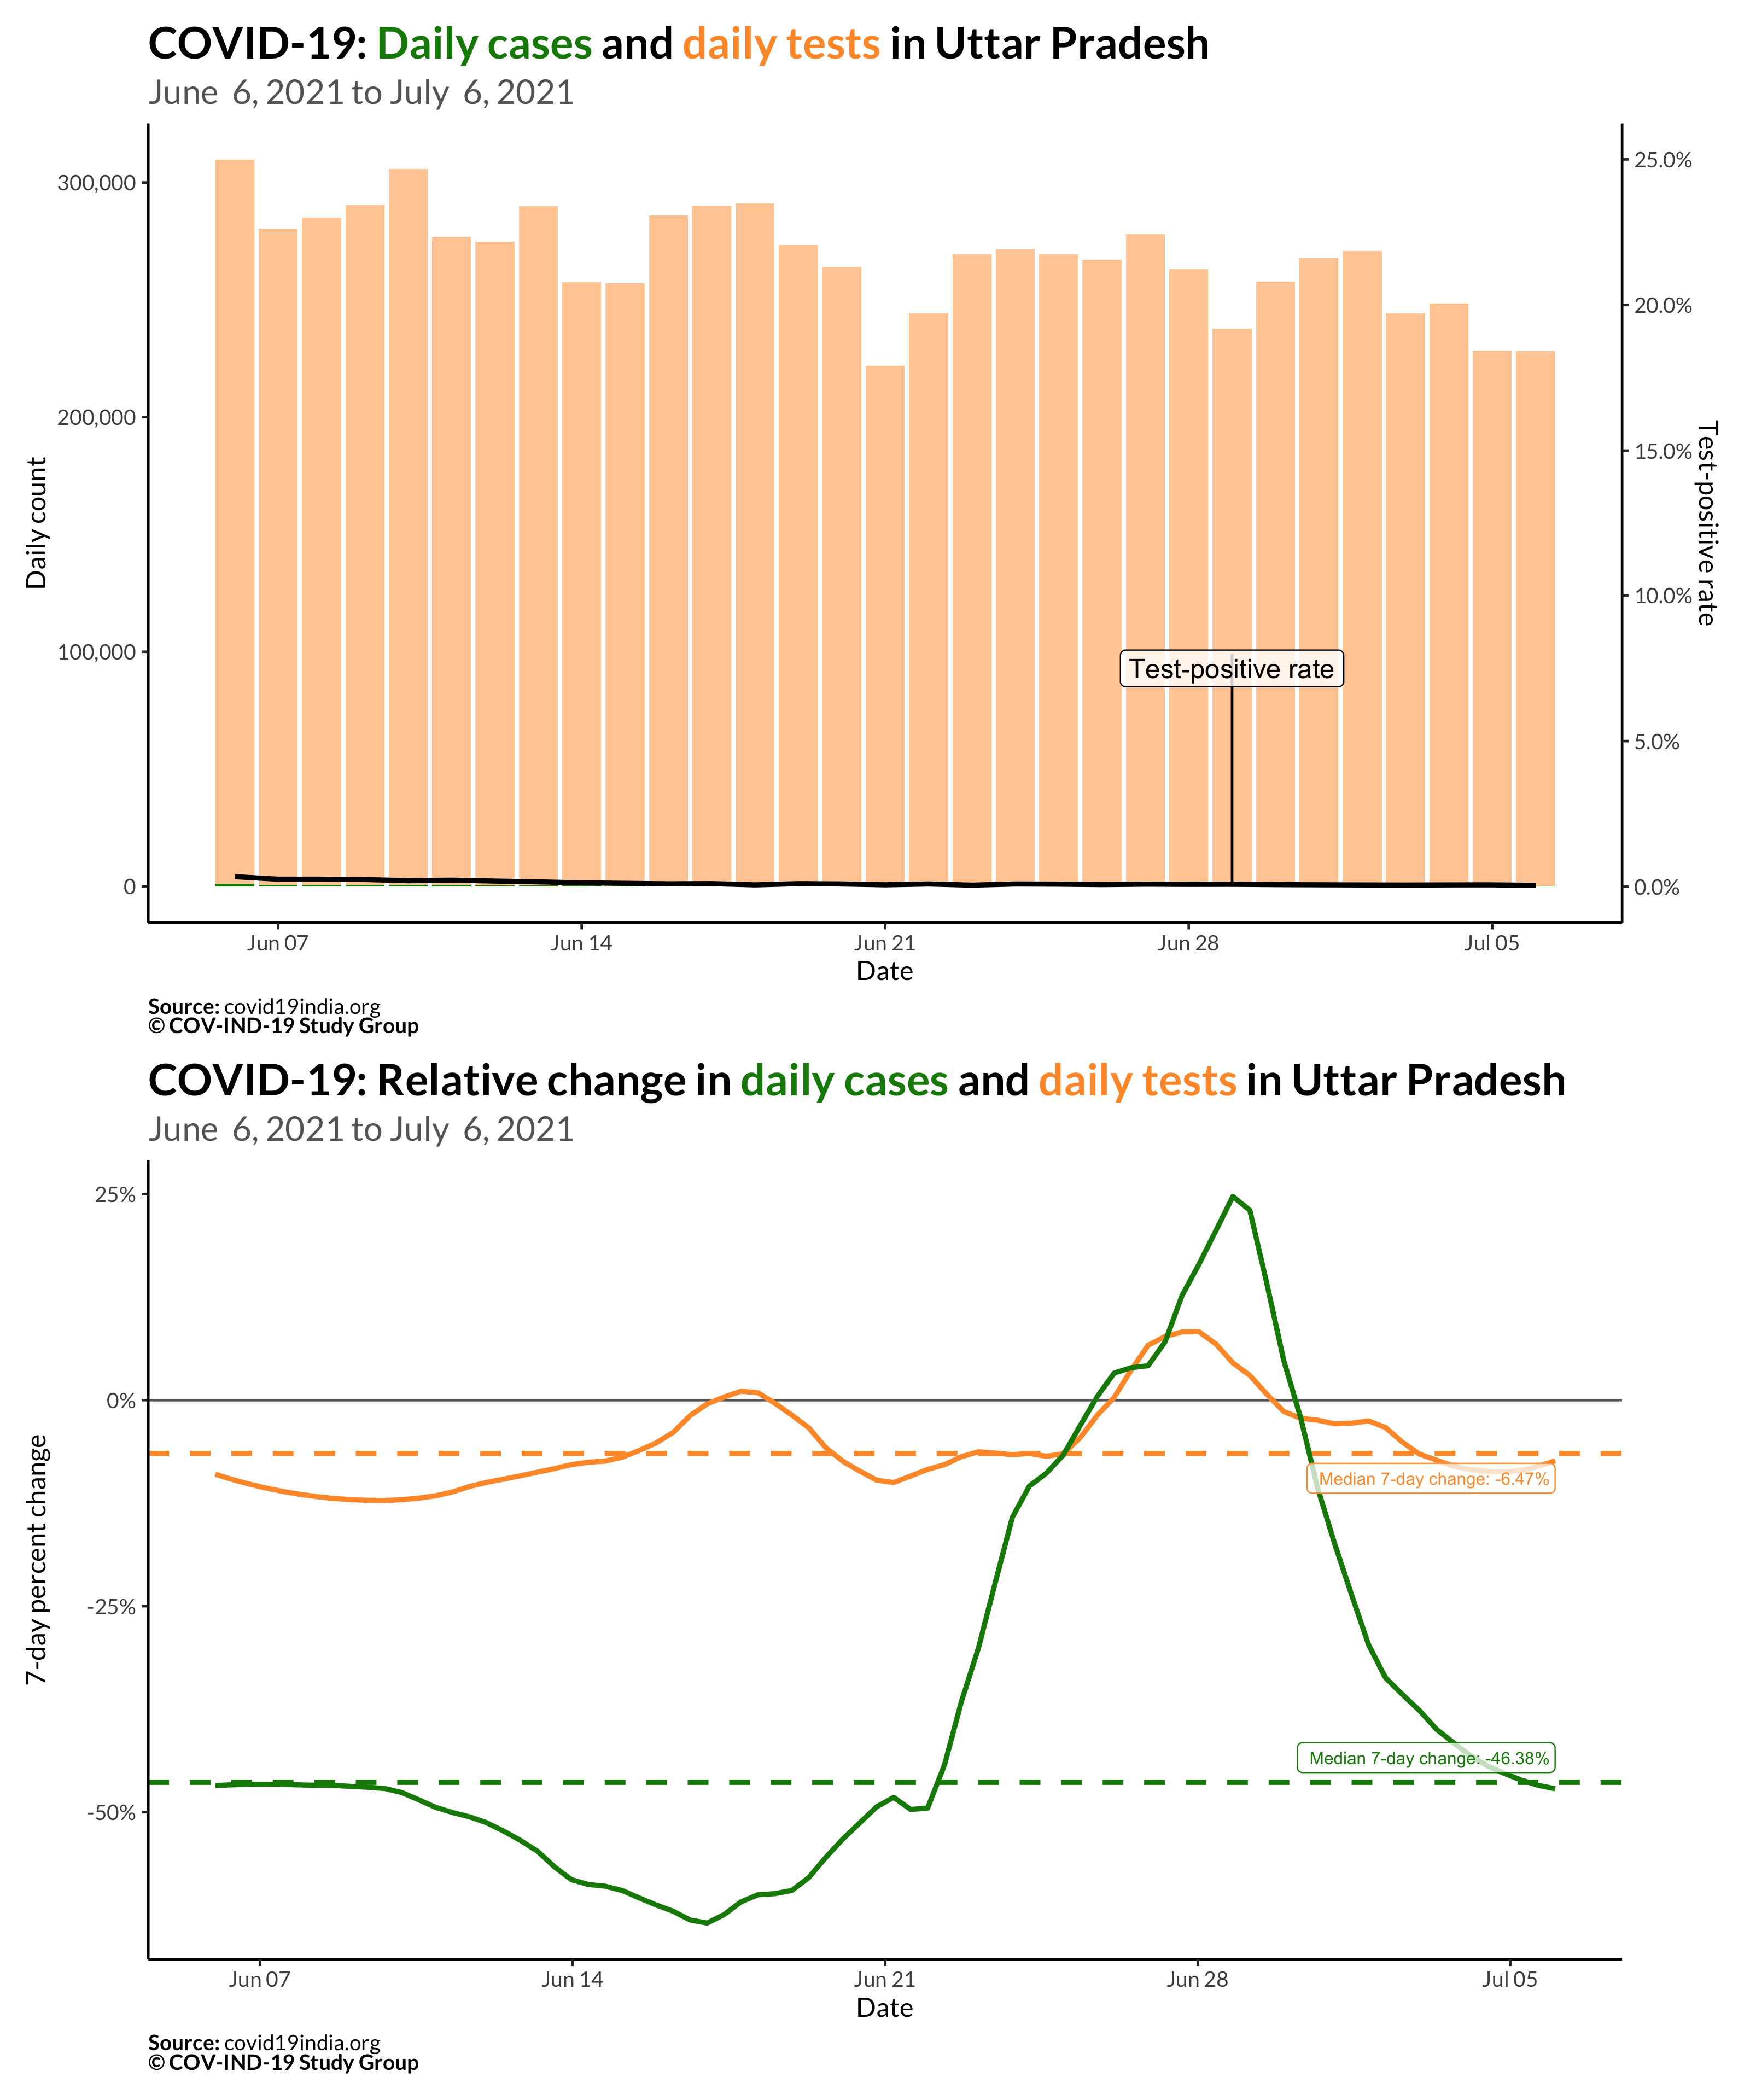 COVID-19: Daily cases and daily tests in Uttar Pradesh
June  6, 2021 to July  6, 2021
300,000
200,000
100,000
0
Daily count
25.0%
20.0%
15.0%
10.0%
5.0%
0.0%
Test-positive rate
Test-positive rate
Jun 07
Jun 14
Jun 21
Jun 28
Jul 05
Date
Source: covid19india.org
© COV-IND-19 Study Group
COVID-19: Relative change in daily cases and daily tests in Uttar Pradesh
June  6, 2021 to July  6, 2021
25%
0%
-25%
-50%
7-day percent change
Median 7-day change: -6.47%
Median 7-day change: -46.38%
Jun 07
Jun 14
Jun 21
Jun 28
Jul 05
Date
Source: covid19india.org
© COV-IND-19 Study Group